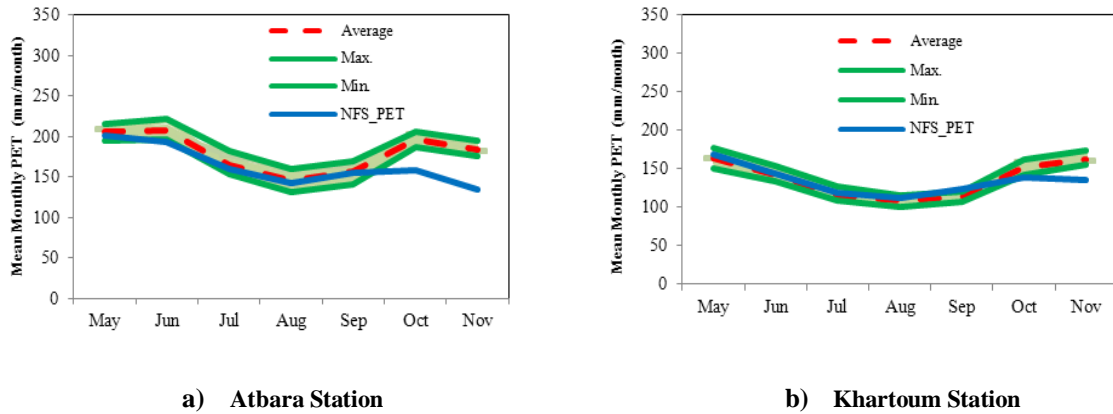 350
300
250
200
150
100
50
0
Mean Monthly PET (mm/month)
Average
Max.
Min.
NFS_PET
May Jun Jul Aug Sep Oct Nov
a) Atbara Station
350
300
250
200
150
100
50
0
Mean Monthly PET (mm/month)
Average
Max.
Min.
NFS_PET
May Jun Jul Aug Sep Oct Nov
b) Khartoum Station